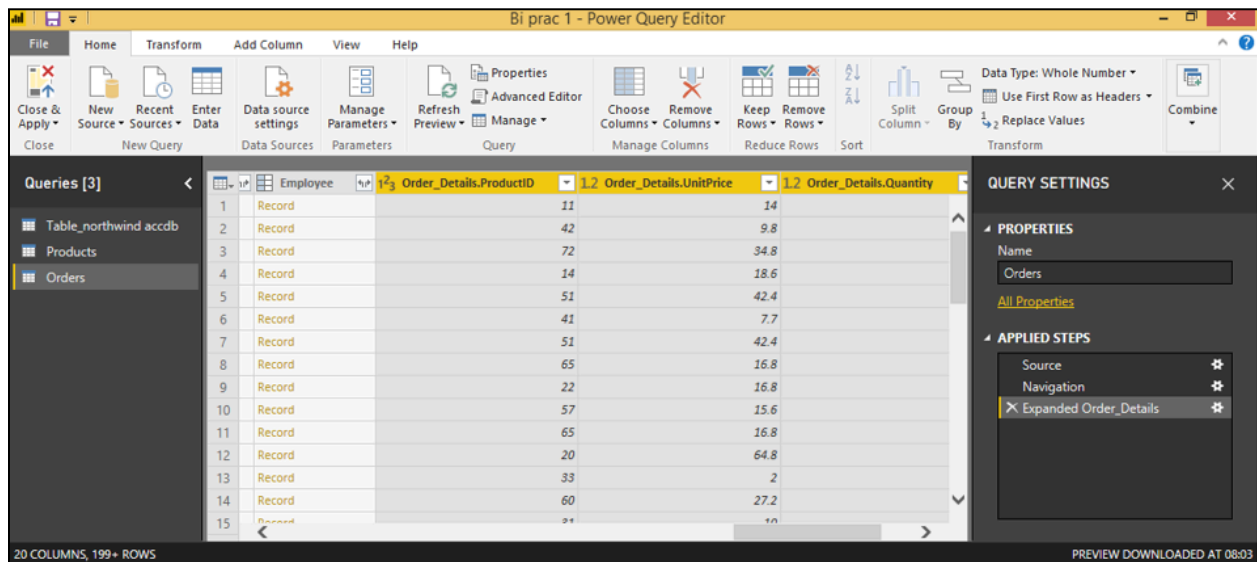 Bi prac 1 - Power Query Editor
File Home Transform Add Column View Help
Close & Apply
New Source
Recent Sources
Enter Data
Data source settings
Manage Parameters
Refresh Preview
Properties
Advanced Editor
Manage
Choose Columns
Remove Columns
Keep Rows
Remove Rows
Split Column
Group By
Data Type: Whole Number
Use First Row as Headers
Replace Values
Combine
Close New Query Data Sources Parameters Query Manage Columns Reduce Rows Sort Transform
Queries [3]
Table_northwind accdb
Products
Orders
Employee 1²3 Order_Details.ProductID 1.2 Order_Details.UnitPrice 1.2 Order_Details.Quantity
1 Record 11 14
2 Record 42 9.8
3 Record 72 34.8
4 Record 14 18.6
5 Record 51 42.4
6 Record 41 7.7
7 Record 51 42.4
8 Record 65 16.8
9 Record 22 16.8
10 Record 57 15.6
11 Record 65 16.8
12 Record 20 64.8
13 Record 33 2
14 Record 60 27.2
15
QUERY SETTINGS
PROPERTIES
Name
Orders
All Properties
APPLIED STEPS
Source
Navigation
Expanded Order_Details
20 COLUMNS, 199+ ROWS
PREVIEW DOWNLOADED AT 08:03